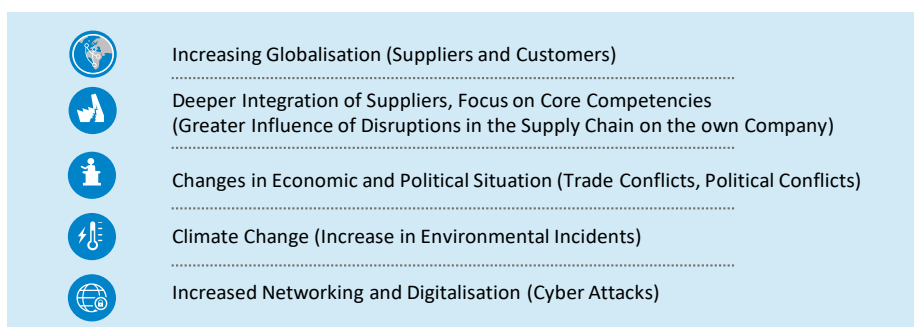 Increasing Globalisation (Suppliers and Customers)
Deeper Integration of Suppliers, Focus on Core Competencies
(Greater Influence of Disruptions in the Supply Chain on the own Company)
Changes in Economic and Political Situation (Trade Conflicts, Political Conflicts)
Climate Change (Increase in Environmental Incidents)
Increased Networking and Digitalisation (Cyber Attacks)